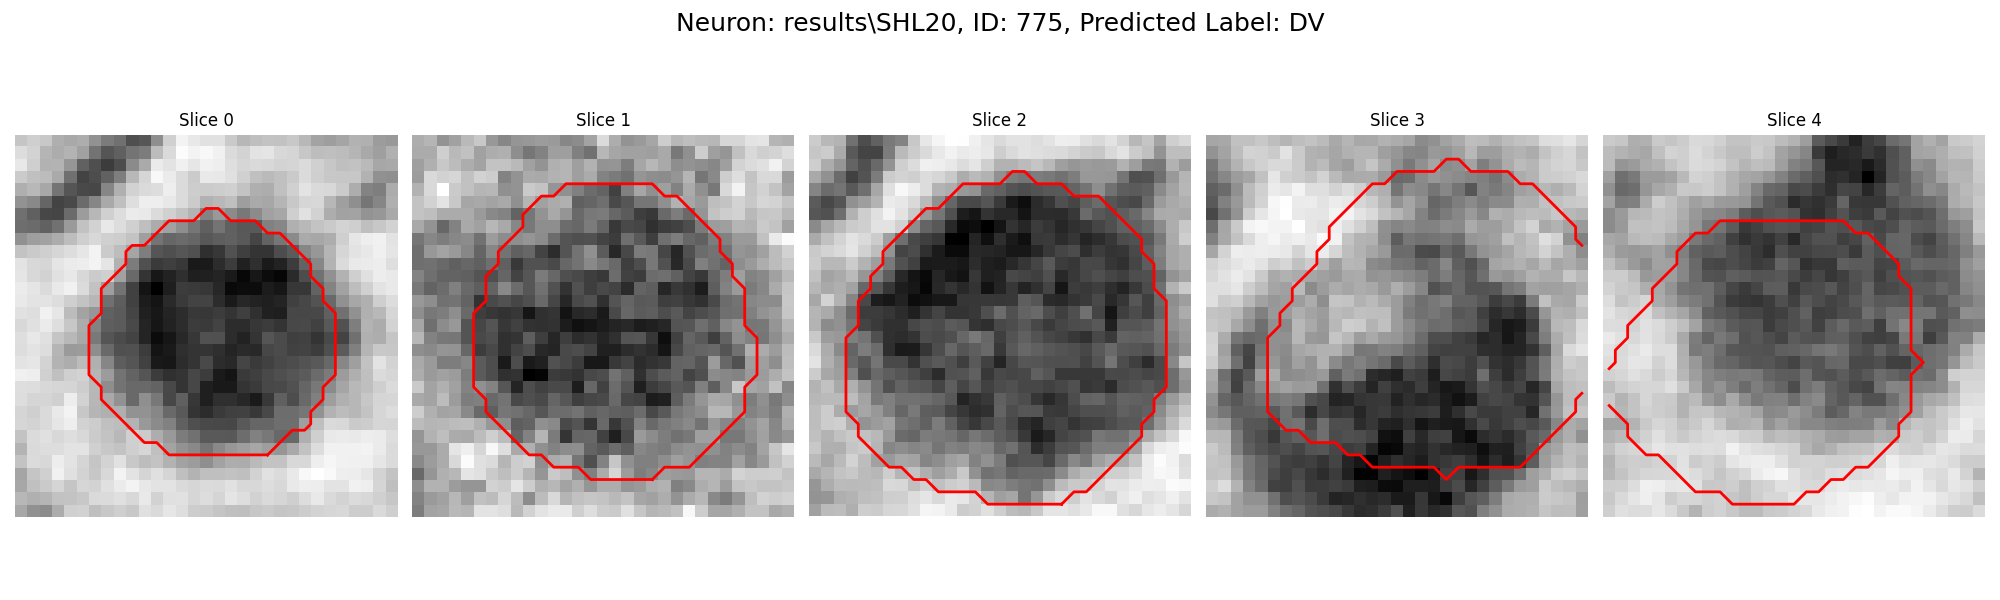 Neuron: results\SHL20, ID: 775, Predicted Label: DV
Slice 0
Slice 1
Slice 2
Slice 3
Slice 4